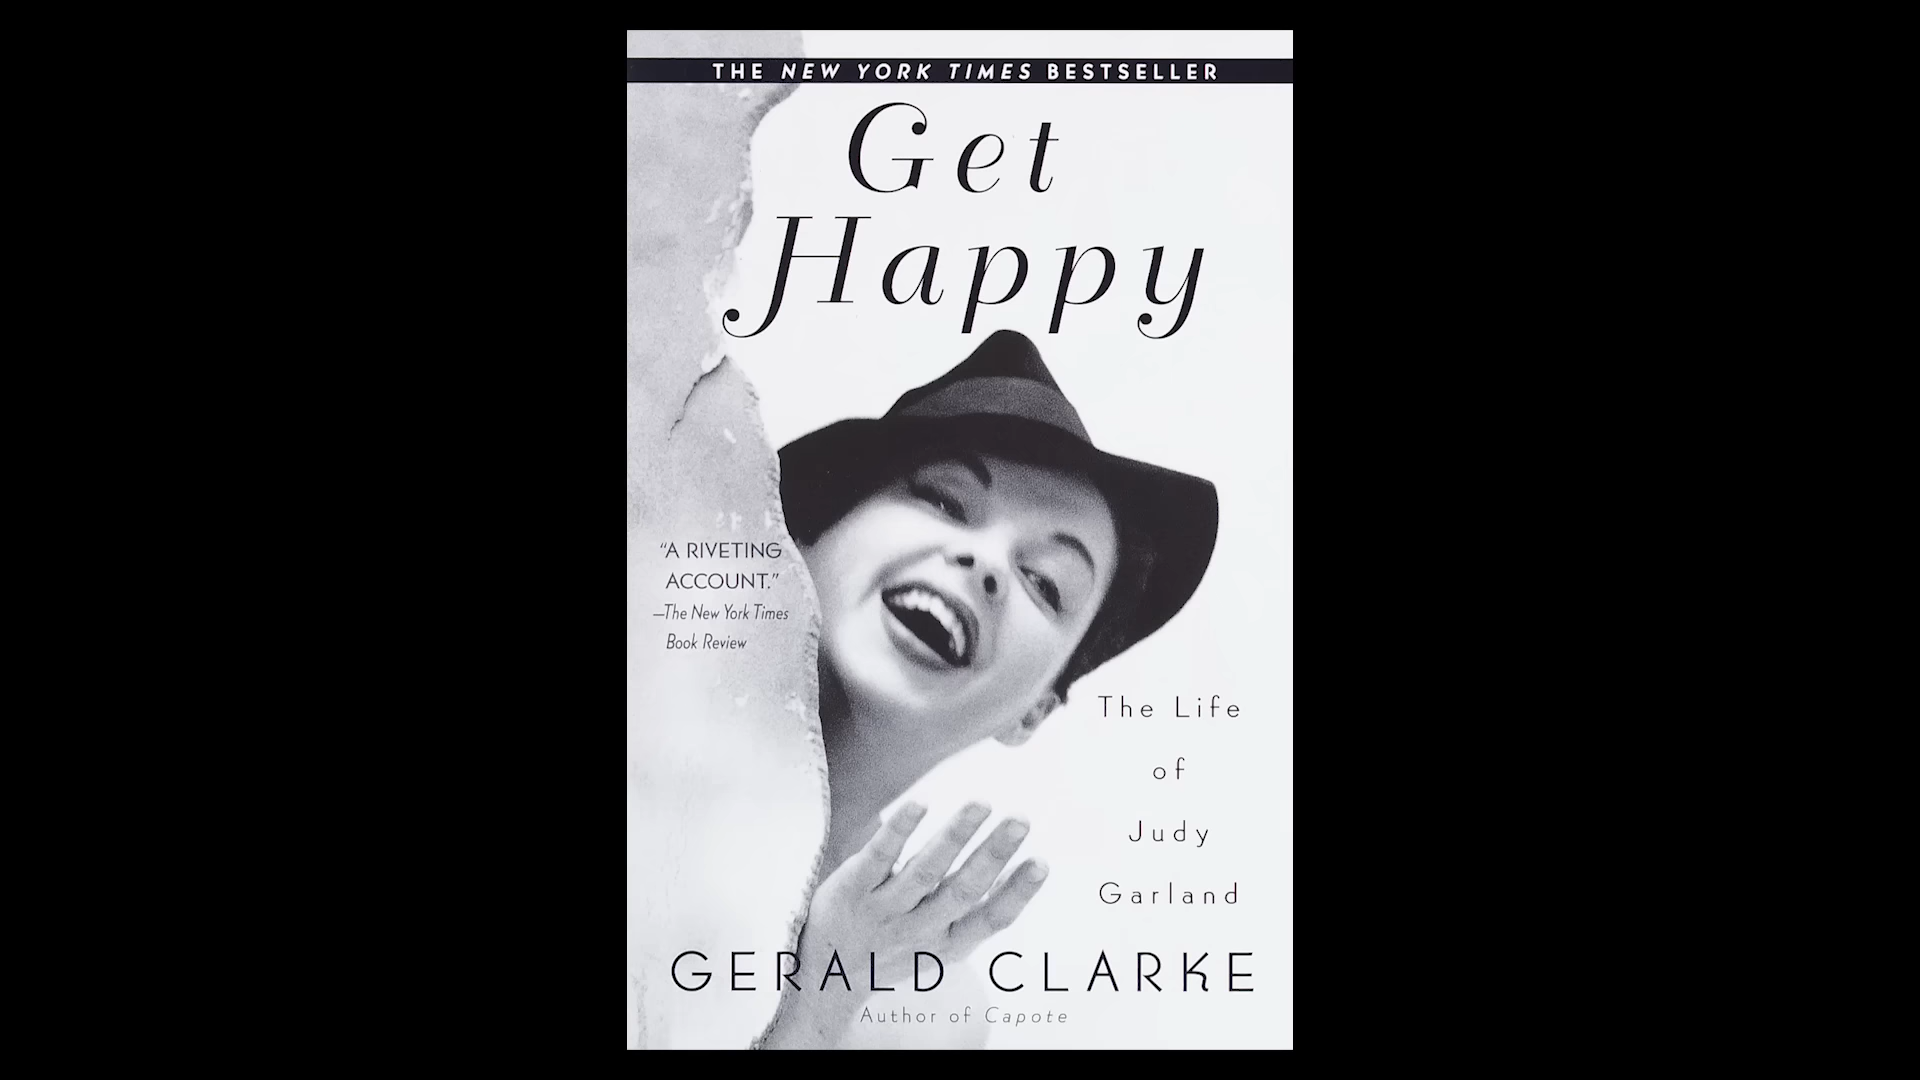 THE NEW YORK TIMES BESTSELLER
Get
Happy
“A RIVETING
ACCOUNT.”
—The New York Times
Book Review
The Life
of
Judy
Garland
GERALD CLARKE
Author of Capote